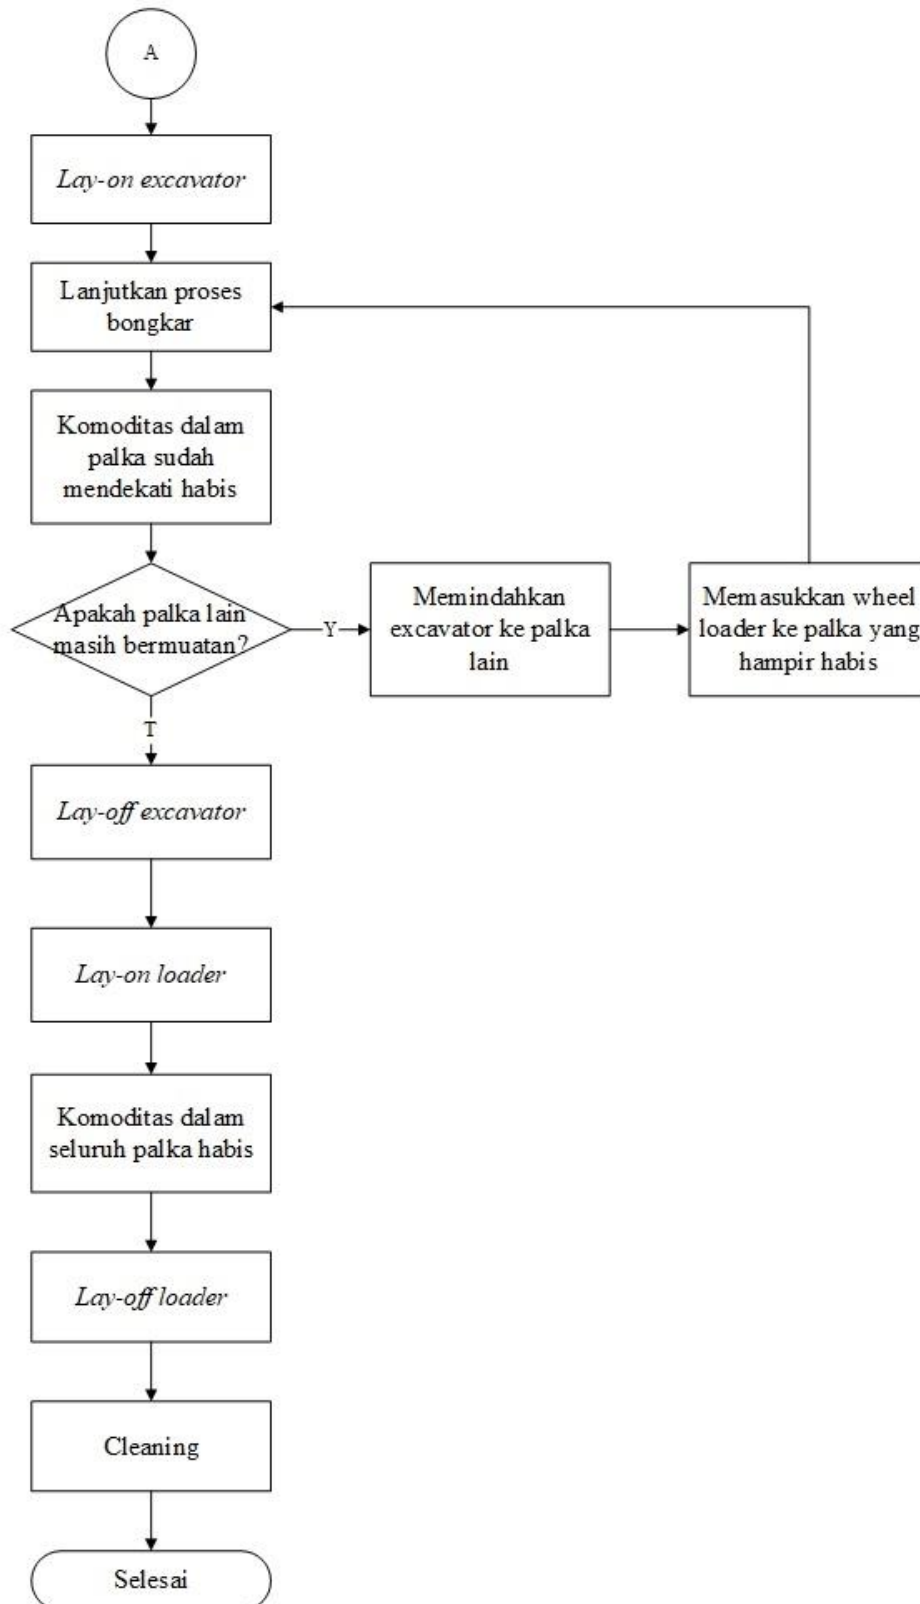 A
Lay-on excavator
Lanjutkan proses
bongkar
Komoditas dalam
palka sudah
mendekati habis
Apakah palka lain
masih bermuatan?
Y
Memindahkan
excavator ke palka
lain
Memasukkan wheel
loader ke palka yang
hampir habis
T
Lay-off excavator
Lay-on loader
Komoditas dalam
seluruh palka habis
Lay-off loader
Cleaning
Selesai